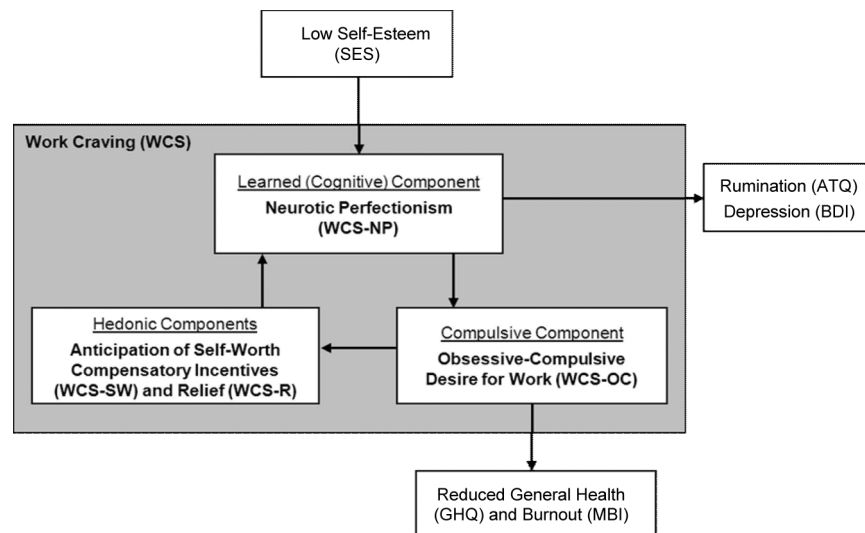 Low Self-Esteem
(SES)
Work Craving (WCS)
Learned (Cognitive) Component
Neurotic Perfectionism
(WCS-NP)
Rumination (ATQ)
Depression (BDI)
Hedonic Components
Anticipation of Self-Worth
Compensatory Incentives
(WCS-SW) and Relief (WCS-R)
Compulsive Component
Obsessive-Compulsive
Desire for Work (WCS-OC)
Reduced General Health
(GHQ) and Burnout (MBI)